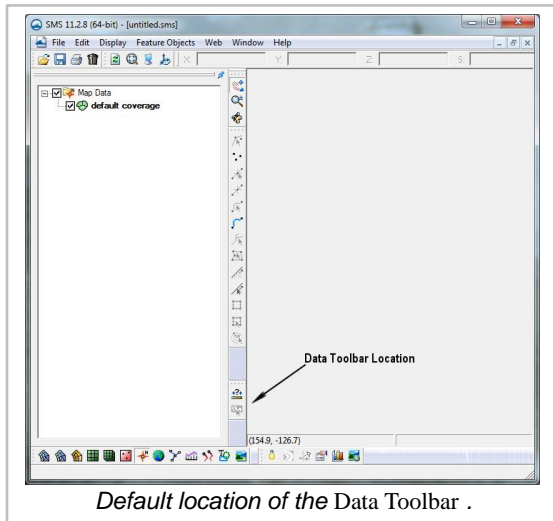 SMS 11.2.8 (64-bit) - [untitled.sms]
File Edit Display Feature Objects Web Window Help
X: Y: Z: S:
Map Data
default coverage
Data Toolbar Location
(154.9, -126.7)
Default location of the Data Toolbar .